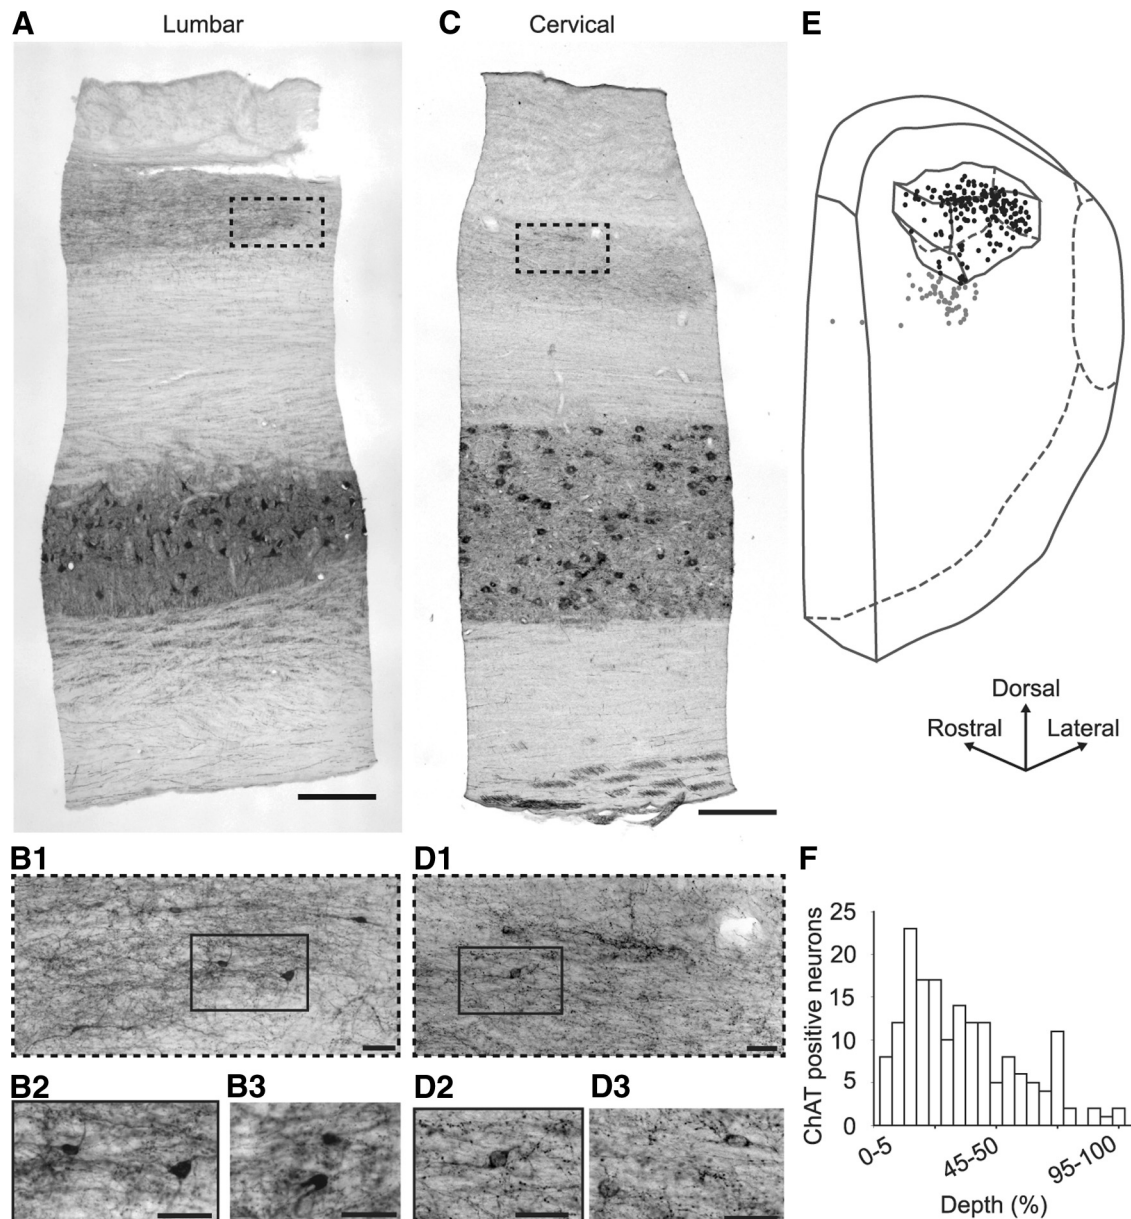 A
Lumbar
C
Cervical
E
Dorsal
Rostral
Lateral
B1
D1
F
25
20
15
10
5
0
ChAT positive neurons
0-5
45-50
95-100
Depth (%)
B2
B3
D2
D3